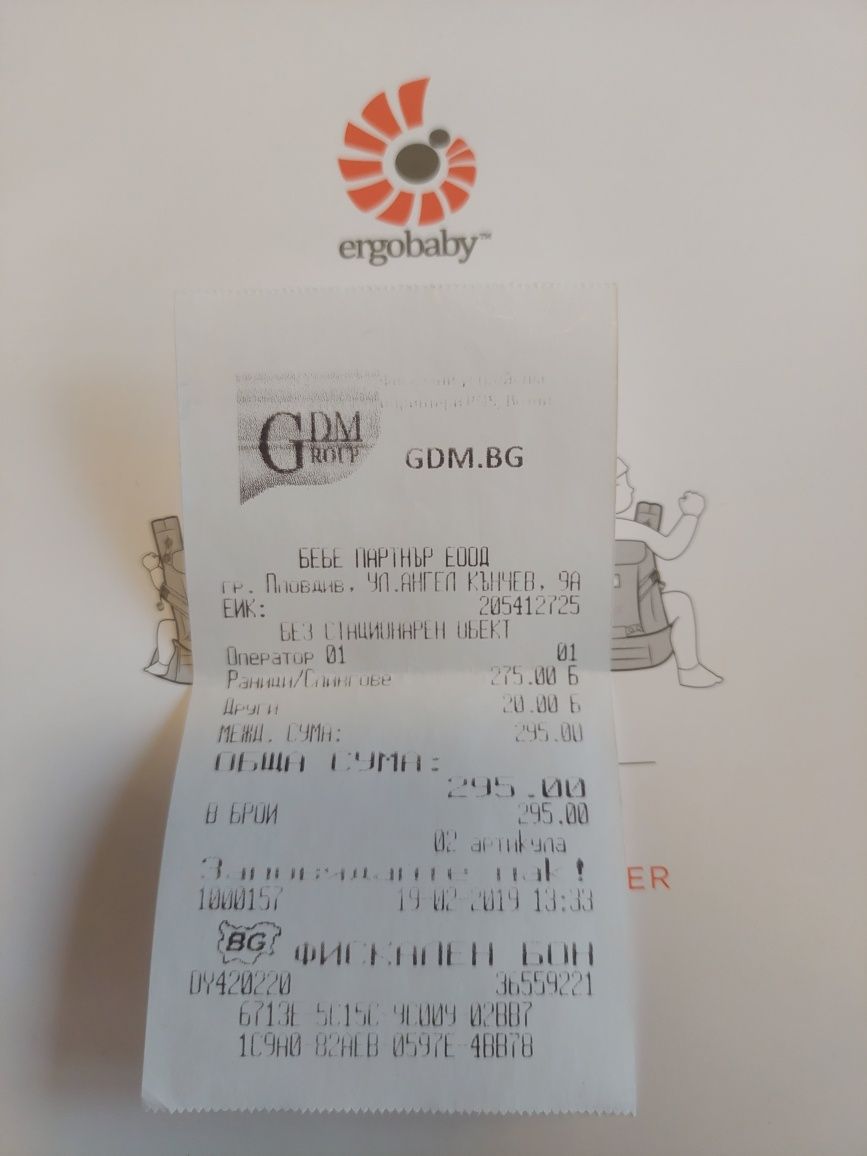 ergobaby™
GDM
GROUP
GDM.BG
БЕБЕ ПАРТНЪР ЕООД
гр. Пловдив, УЛ.АНГЕЛ КЪНЧЕВ, 9А
ЕИК: 205412725
БЕЗ СТАЦИОНАРЕН ОБЕКТ
Оператор 01 01
Раници/Слингове 275.00 Б
Други 20.00 Б
МЕЖД. СУМА: 295.00
ОБЩА СУМА:
295.00
В БРОЙ 295.00
02 артикула
Заповядайте пак!
1000157 19-02-2019 13:33
BG ФИСКАЛЕН БОН
DY420220 36559221
6713E 5C15C 4C009 02BB7
1C9A0 82AEB 0597E 4BB78
ER